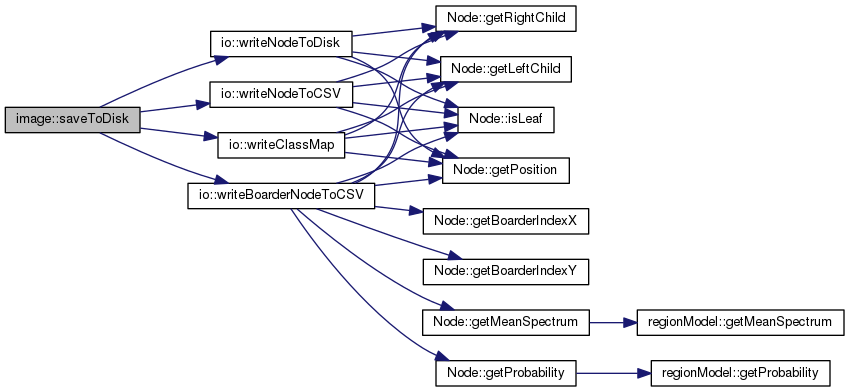 image::saveToDisk
io::writeNodeToDisk
io::writeNodeToCSV
io::writeClassMap
io::writeBoarderNodeToCSV
Node::getRightChild
Node::getLeftChild
Node::isLeaf
Node::getPosition
Node::getBoarderIndexX
Node::getBoarderIndexY
Node::getMeanSpectrum
Node::getProbability
regionModel::getMeanSpectrum
regionModel::getProbability